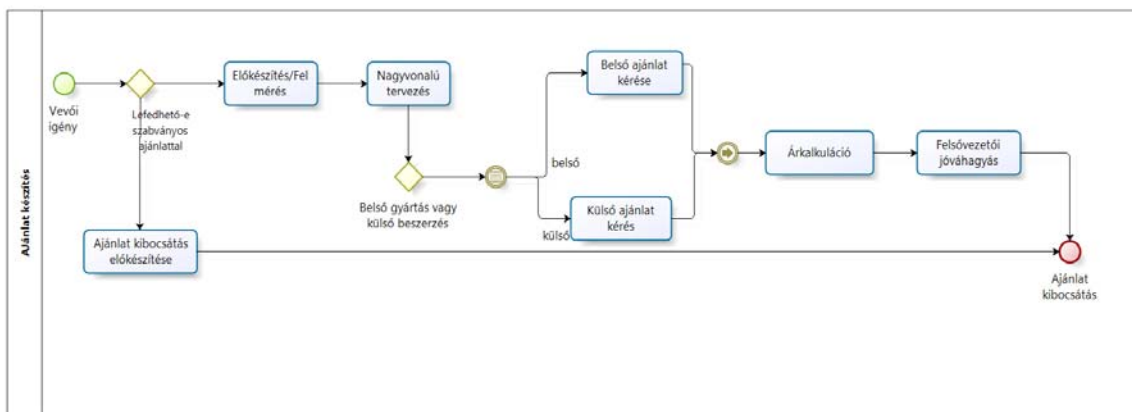 AJánlat készítés
Vevői
igény
Lefedhető-e
szabványos
ajánlattal
Előkészítés/Fel
mérés
Nagyvonalú
tervezés
Belső gyártás vagy
külső beszerzés
belső
külső
Belső ajánlat
kérése
Külső ajánlat
kérés
Árkalkuláció
Felsővezetői
jóváhagyás
Ajánlat kibocsátás
előkészítése
Ajánlat
kibocsátás